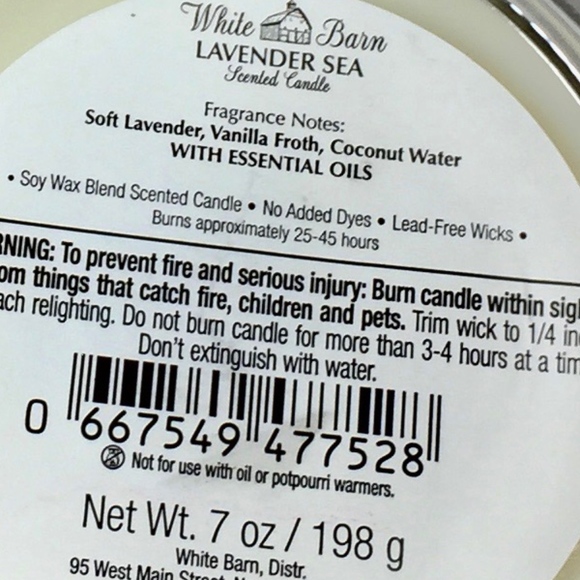 White Barn
LAVENDER SEA
Scented Candle
Fragrance Notes:
Soft Lavender, Vanilla Froth, Coconut Water
WITH ESSENTIAL OILS
• Soy Wax Blend Scented Candle • No Added Dyes • Lead-Free Wicks •
Burns approximately 25-45 hours
RNING: To prevent fire and serious injury: Burn candle within sig
om things that catch fire, children and pets. Trim wick to 1/4 in
ach relighting. Do not burn candle for more than 3-4 hours at a tim
Don't extinguish with water.
0 667549 477528
Not for use with oil or potpourri warmers.
Net Wt. 7 oz / 198 g
White Barn, Distr.
95 West Main Street,